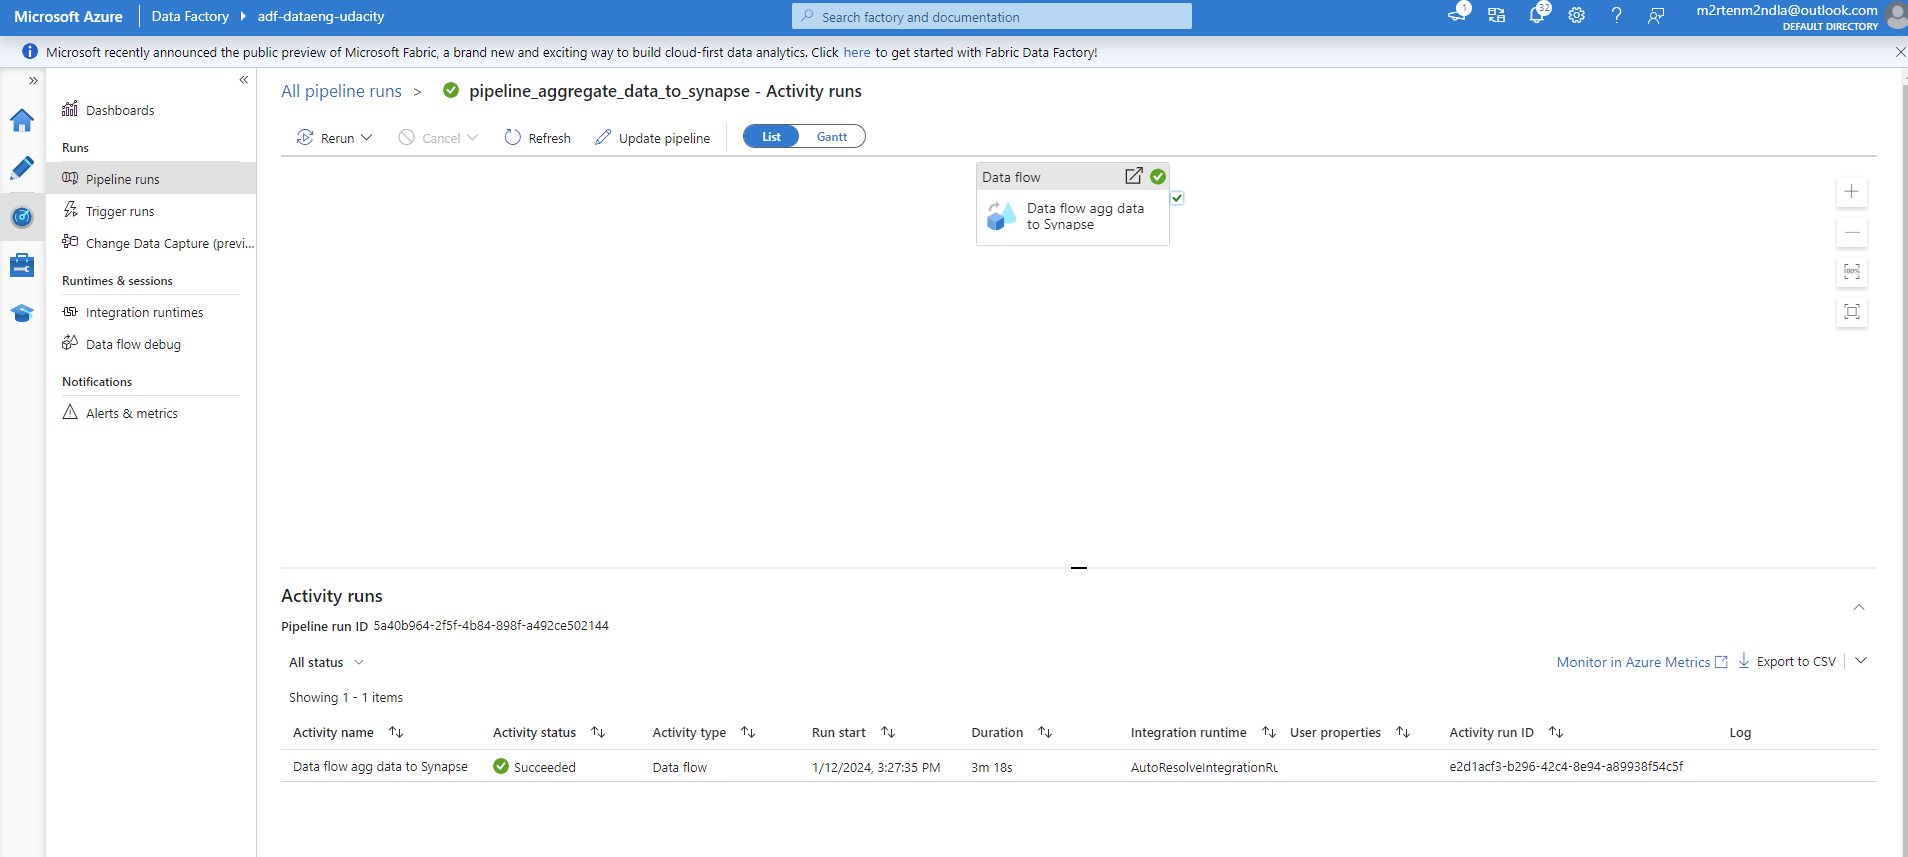 Microsoft Azure
Data Factory
adf-dataeng-udacity
Search factory and documentation
1
32
m2rtenm2ndla@outlook.com
DEFAULT DIRECTORY
Microsoft recently announced the public preview of Microsoft Fabric, a brand new and exciting way to build cloud-first data analytics. Click here to get started with Fabric Data Factory!
Dashboards
Runs
Pipeline runs
Trigger runs
Change Data Capture (previ...
Runtimes & sessions
Integration runtimes
Data flow debug
Notifications
Alerts & metrics
All pipeline runs > pipeline_aggregate_data_to_synapse - Activity runs
Rerun
Cancel
Refresh
Update pipeline
List
Gantt
Data flow
Data flow agg data
to Synapse
100%
Activity runs
Pipeline run ID 5a40b964-2f5f-4b84-898f-a492ce502144
All status
Monitor in Azure Metrics
Export to CSV
Showing 1 - 1 items
Activity name Activity status Activity type Run start Duration Integration runtime User properties Activity run ID Log
Data flow agg data to Synapse Succeeded Data flow 1/12/2024, 3:27:35 PM 3m 18s AutoResolveIntegrationRu e2d1acf3-b296-42c4-8e94-a89938f54c5f